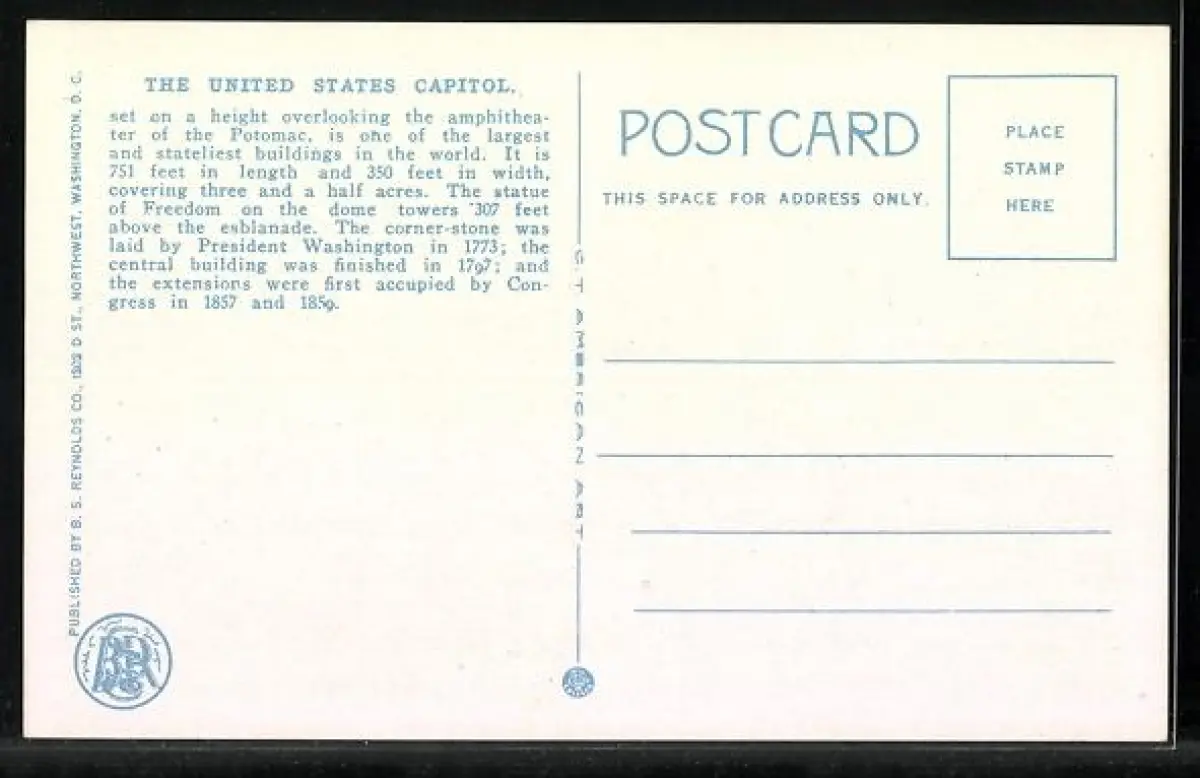 THE UNITED STATES CAPITOL,
set on a height overlooking the amphithea-
ter of the Potomac, is one of the largest
and stateliest buildings in the world. It is
751 feet in length and 350 feet in width,
covering three and a half acres. The statue
of Freedom on the dome towers 307 feet
above the esblanade. The corner-stone was
laid by President Washington in 1773; the
central building was finished in 1797; and
the extensions were first accupied by Con-
gress in 1857 and 1859.
PUBLISHED BY B. S. REYNOLDS CO., D ST., NORTHWEST, WASHINGTON, D. C.
POSTCARD
THIS SPACE FOR ADDRESS ONLY.
PLACE
STAMP
HERE